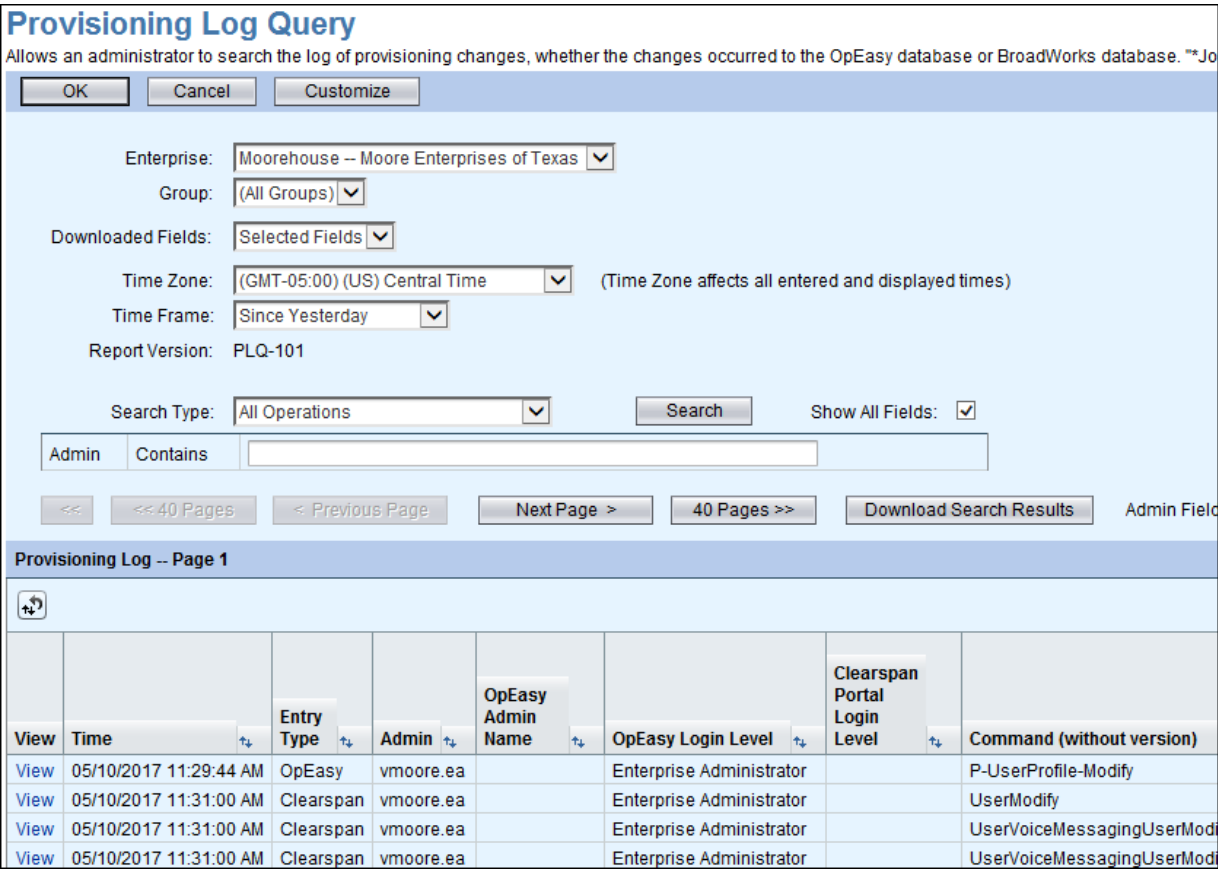 Provisioning Log Query
Allows an administrator to search the log of provisioning changes, whether the changes occurred to the OpEasy database or BroadWorks database. "*Jo
OK Cancel Customize
Enterprise: Moorehouse -- Moore Enterprises of Texas
Group: (All Groups)
Downloaded Fields: Selected Fields
Time Zone: (GMT-05:00) (US) Central Time (Time Zone affects all entered and displayed times)
Time Frame: Since Yesterday
Report Version: PLQ-101
Search Type: All Operations Search Show All Fields:
Admin Contains
<< << 40 Pages < Previous Page Next Page > 40 Pages >> Download Search Results Admin Field
Provisioning Log -- Page 1
View Time Entry Type Admin OpEasy Admin Name OpEasy Login Level Clearspan Portal Login Level Command (without version)
View 05/10/2017 11:29:44 AM OpEasy vmoore.ea Enterprise Administrator P-UserProfile-Modify
View 05/10/2017 11:31:00 AM Clearspan vmoore.ea Enterprise Administrator UserModify
View 05/10/2017 11:31:00 AM Clearspan vmoore.ea Enterprise Administrator UserVoiceMessagingUserModi
View 05/10/2017 11:31:00 AM Clearspan vmoore.ea Enterprise Administrator UserVoiceMessagingUserModi